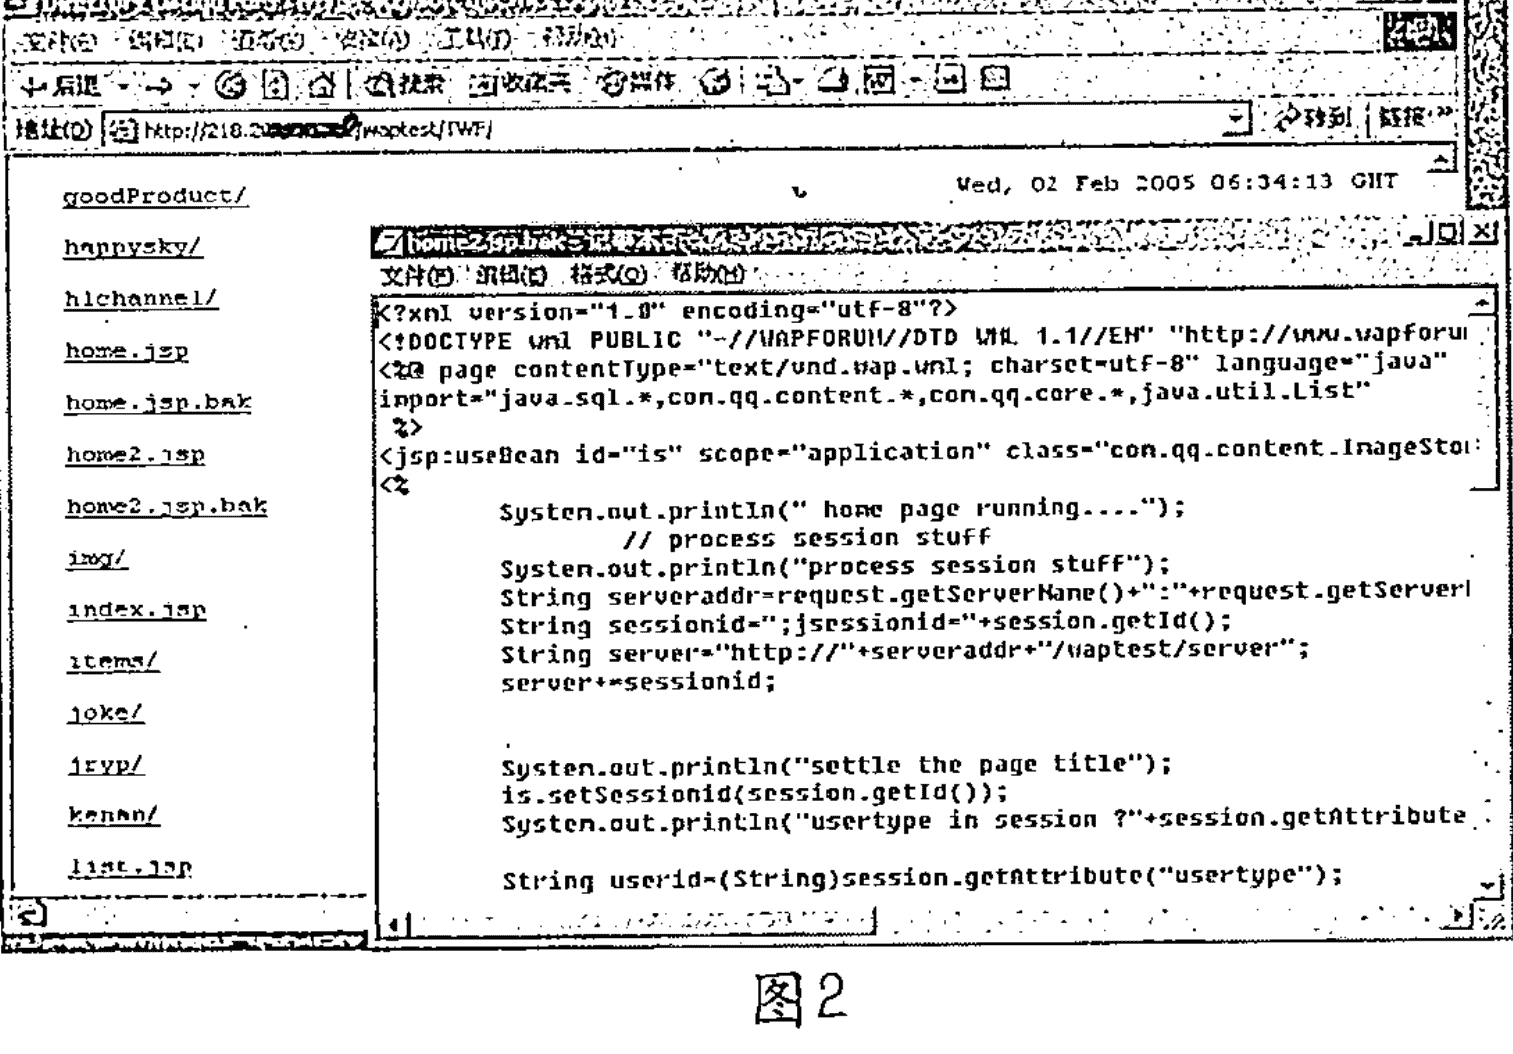 文件(F) 编辑(E) 查看(V) 收藏(A) 工具(T) 帮助(H)
后退 搜索 收藏夹 媒体
地址(D) http://218.2 /waptest/TWF/ 转到 链接 »
Wed, 02 Feb 2005 06:34:13 GMT
goodProduct/
happysky/
hlchannel/
home.jsp
home.jsp.bak
home2.jsp
home2.jsp.bak
img/
index.jsp
items/
joke/
jryp/
kenan/
list.jsp
home2.jsp.bak - 记事本
文件(F) 编辑(E) 格式(O) 帮助(H)
<?xml version="1.0" encoding="utf-8"?>
<!DOCTYPE wml PUBLIC "-//WAPFORUM//DTD WML 1.1//EN" "http://www.wapforu
<%@ page contentType="text/vnd.wap.wml; charset=utf-8" language="java"
import="java.sql.*,com.qq.content.*,com.qq.core.*,java.util.List"
%>
<jsp:useBean id="is" scope="application" class="com.qq.content.ImageSto
<%
System.out.println(" home page running....");
// process session stuff
System.out.println("process session stuff");
String serveraddr=request.getServerName()+":"+request.getServer
String sessionid=";jsessionid="+session.getId();
String server="http://"+serveraddr+"/waptest/server";
server+=sessionid;
System.out.println("settle the page title");
is.setSessionid(session.getId());
System.out.println("usertype in session ?"+session.getAttribute
String userid=(String)session.getAttribute("usertype");
图2